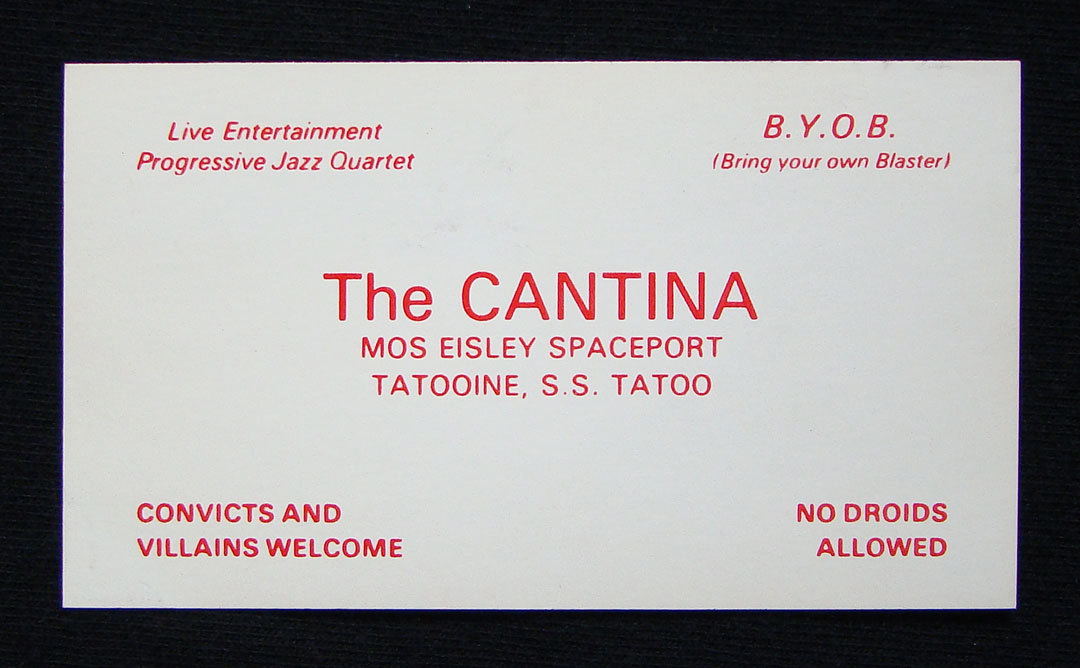 Live Entertainment
Progressive Jazz Quartet
B.Y.O.B.
(Bring your own Blaster)
The CANTINA
MOS EISLEY SPACEPORT
TATOOINE, S.S. TATOO
CONVICTS AND
VILLAINS WELCOME
NO DROIDS
ALLOWED